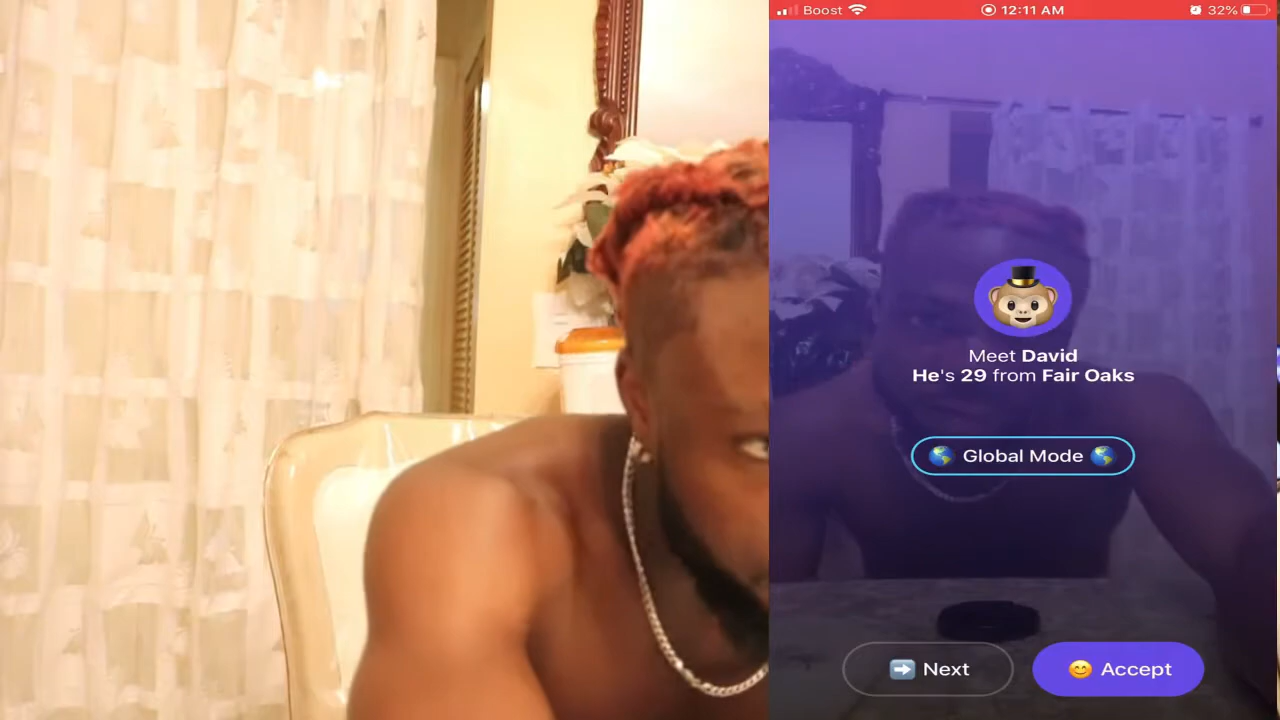 Boost 12:11 AM 32%
Meet David
He's 29 from Fair Oaks
Global Mode
Next Accept